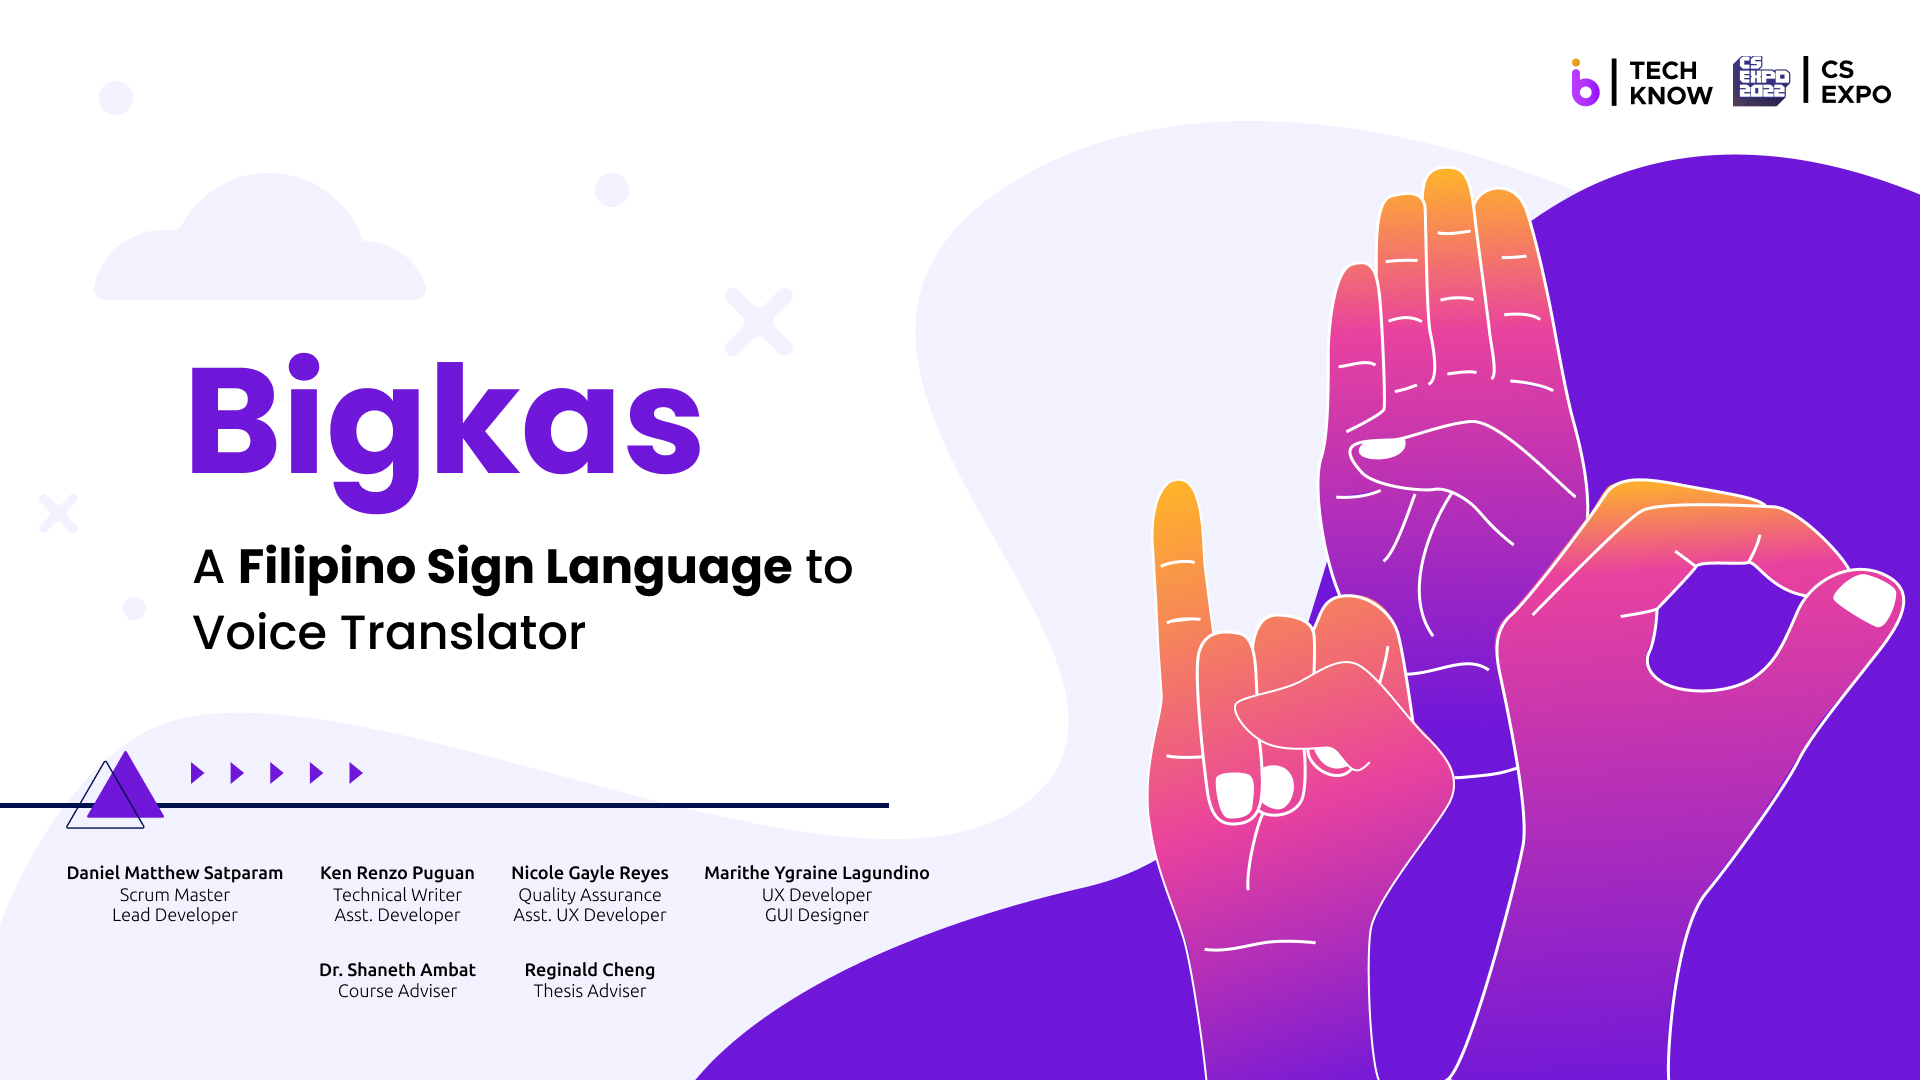 TECH
KNOW
CS
EXPO
2022
CS
EXPO
Bigkas
A Filipino Sign Language to
Voice Translator
Daniel Matthew Satparam
Scrum Master
Lead Developer
Ken Renzo Puguan
Technical Writer
Asst. Developer
Nicole Gayle Reyes
Quality Assurance
Asst. UX Developer
Marithe Ygraine Lagundino
UX Developer
GUI Designer
Dr. Shaneth Ambat
Course Adviser
Reginald Cheng
Thesis Adviser